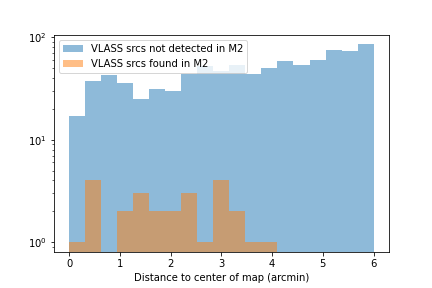 VLASS srcs not detected in M2
VLASS srcs found in M2
10²
10¹
10⁰
0 1 2 3 4 5 6
Distance to center of map (arcmin)